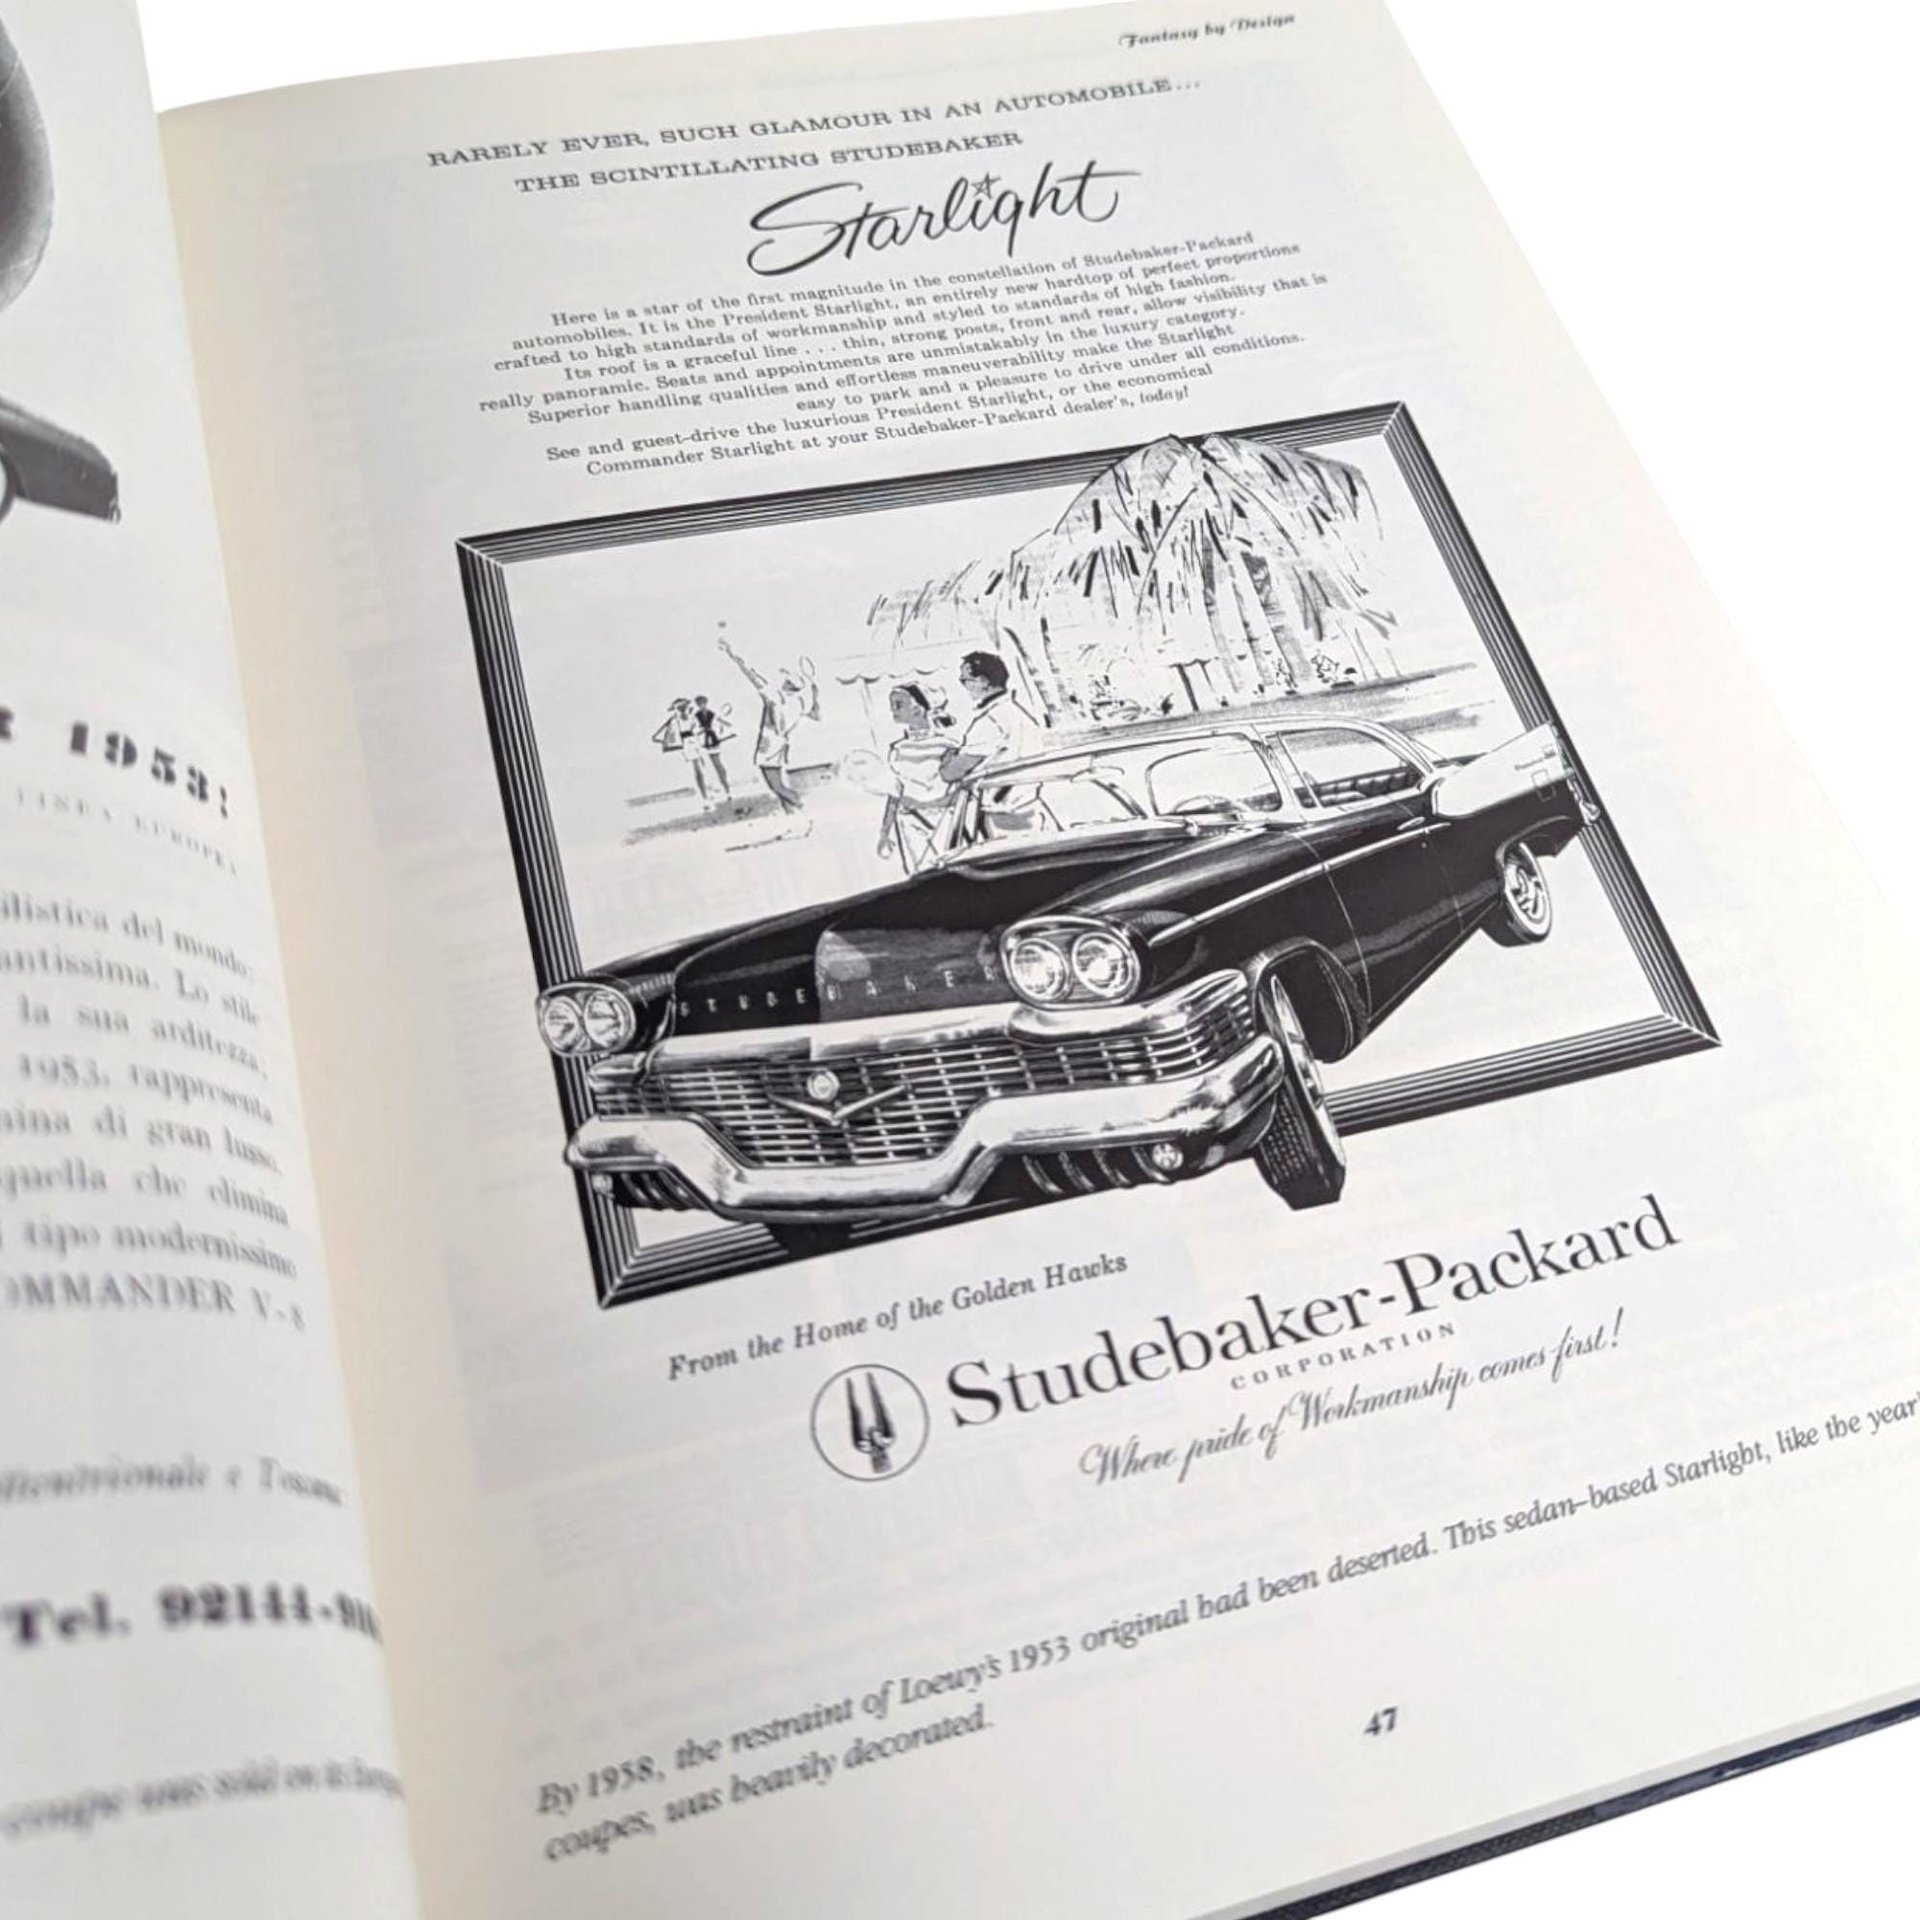 1953:
LINEA EUROPEA
del mondo,
Lo stile
la sua arditezza,
1953, rappresenta
di gran lusso.
quella che elimina
tipo modernissimo
COMMANDER V-8
e Toscana
Tel. 92144-
coupe was sold on its
Fantasy by Design
RARELY EVER, SUCH GLAMOUR IN AN AUTOMOBILE...
THE SCINTILLATING STUDEBAKER
Starlight
Here is a star of the first magnitude in the constellation of Studebaker-Packard
automobiles. It is the President Starlight, an entirely new hardtop of perfect proportions
crafted to high standards of workmanship and styled to standards of high fashion.
Its roof is a graceful line . . . thin, strong posts, front and rear, allow visibility that is
really panoramic. Seats and appointments are unmistakably in the luxury category.
Superior handling qualities and effortless maneuverability make the Starlight
easy to park and a pleasure to drive under all conditions.
See and guest-drive the luxurious President Starlight, or the economical
Commander Starlight at your Studebaker-Packard dealer's, today!
STUDEBAKER
From the Home of the Golden Hawks
Studebaker-Packard
CORPORATION
Where pride of Workmanship comes first!
By 1958, the restraint of Loewy's 1953 original had been deserted. This sedan-based Starlight, like the year's
coupes, was heavily decorated.
47